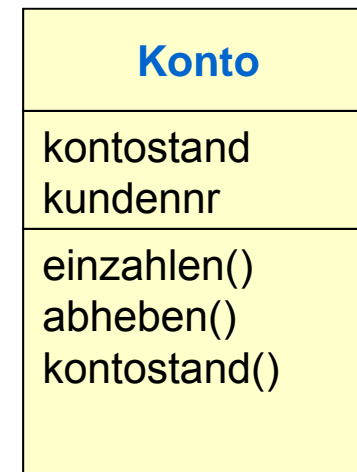 Konto
kontostand
kundennr
einzahlen()
abheben()
kontostand()